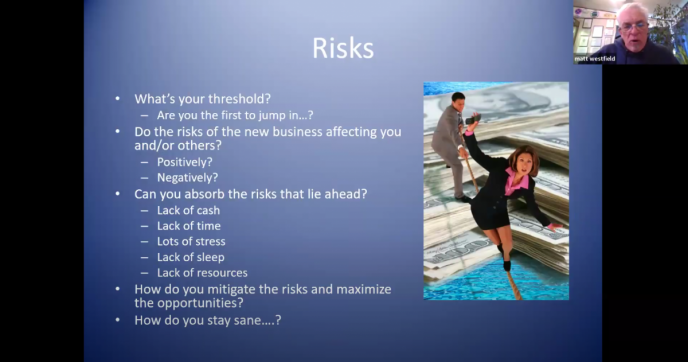 Risks
• What's your threshold?
– Are you the first to jump in...?
• Do the risks of the new business affecting you
and/or others?
– Positively?
– Negatively?
• Can you absorb the risks that lie ahead?
– Lack of cash
– Lack of time
– Lots of stress
– Lack of sleep
– Lack of resources
• How do you mitigate the risks and maximize
the opportunities?
• How do you stay sane....?
matt westfield